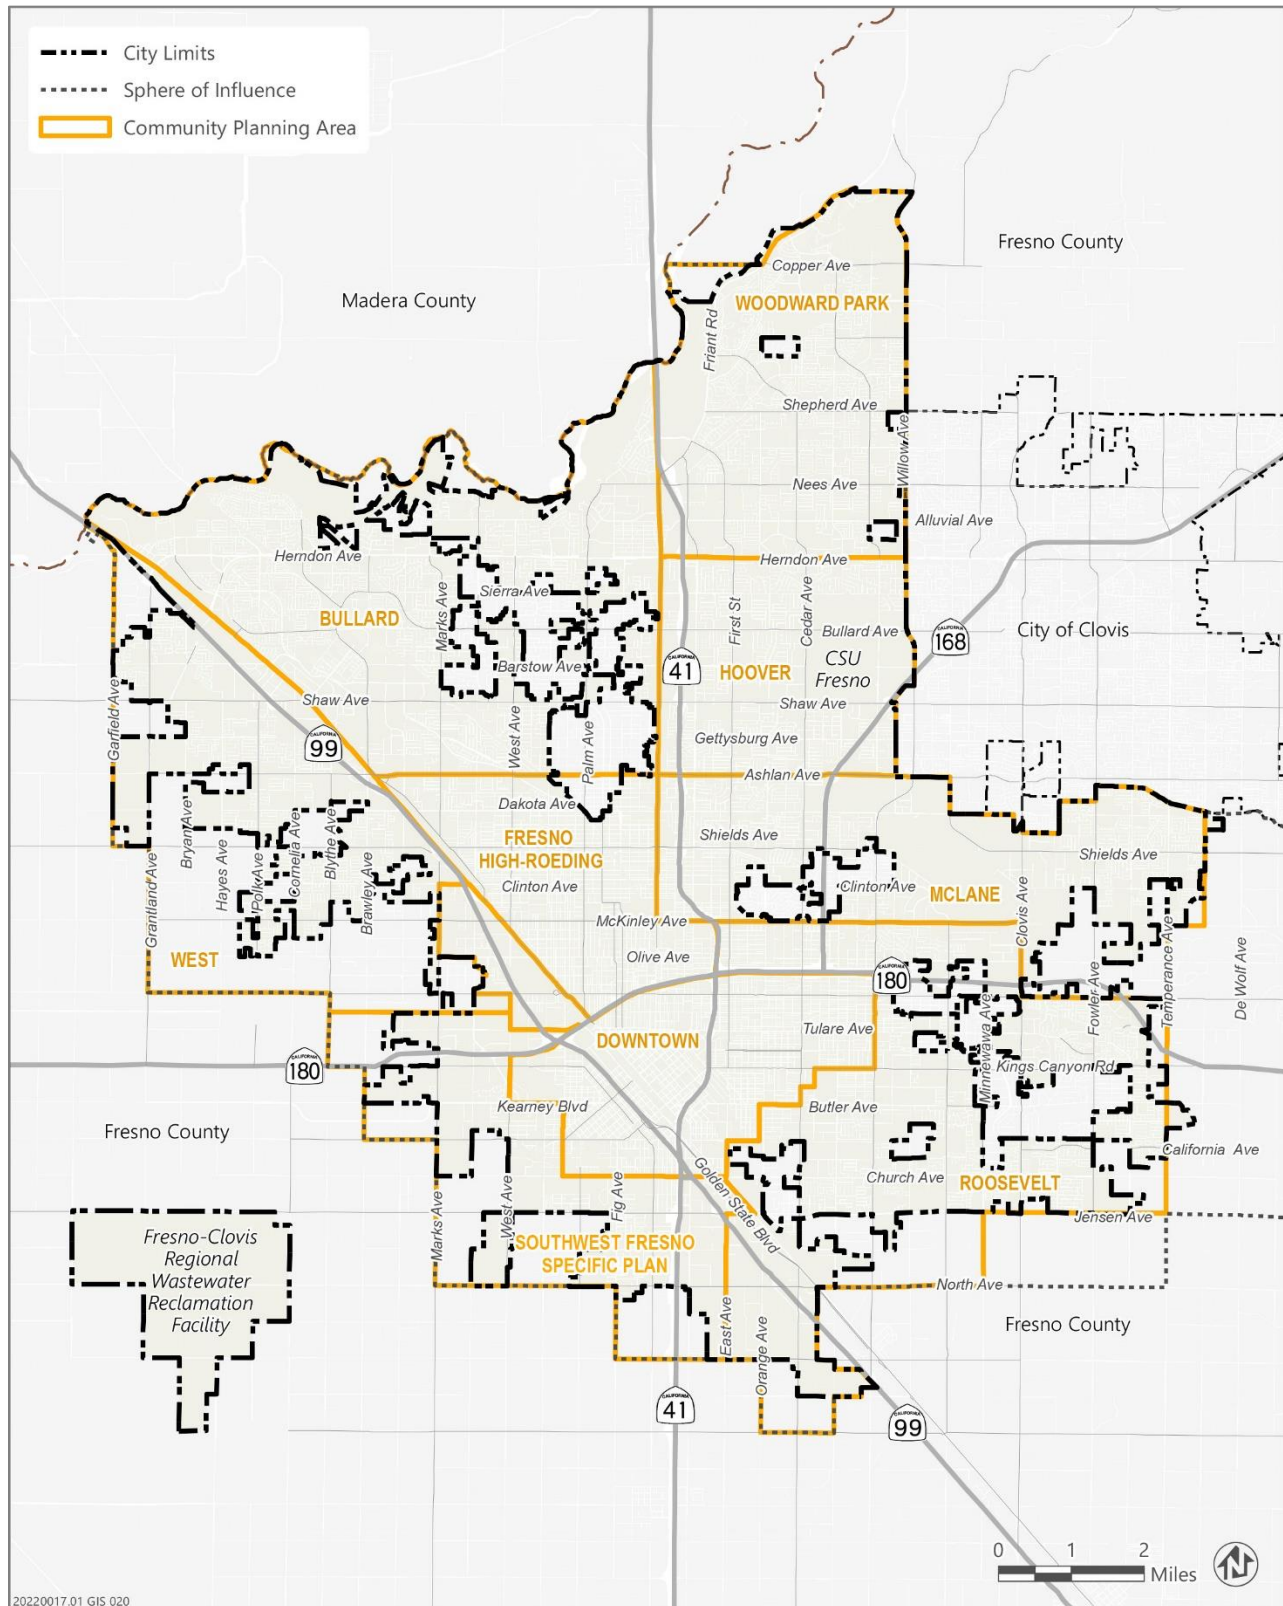 City Limits
Sphere of Influence
Community Planning Area
Fresno County
Copper Ave
Madera County
WOODWARD PARK
Friant Rd
Shepherd Ave
Willow Ave
Nees Ave
Alluvial Ave
Herndon Ave
Herndon Ave
Sierra Ave
BULLARD
Marks Ave
First St
Cedar Ave
Bullard Ave
CALIFORNIA
168
City of Clovis
Barstow Ave
CALIFORNIA
41
HOOVER
CSU
Fresno
Garfield Ave
Shaw Ave
Shaw Ave
CALIFORNIA
99
West Ave
Palm Ave
Gettysburg Ave
Ashlan Ave
Dakota Ave
Bryan Ave
Hayes Ave
Polk Ave
Cornelia Ave
Blythe Ave
Brawley Ave
FRESNO
HIGH-ROEDING
Shields Ave
Shields Ave
Clinton Ave
Clinton Ave
MCLANE
Grantland Ave
McKinley Ave
Clovis Ave
WEST
Olive Ave
CALIFORNIA
180
Fowler Ave
Temperance Ave
De Wolf Ave
Tulare Ave
DOWNTOWN
Minnewawa Ave
Kings Canyon Rd
CALIFORNIA
180
Kearney Blvd
Butler Ave
Fresno County
California Ave
Golden State Blvd
Church Ave
ROOSEVELT
Marks Ave
West Ave
Fig Ave
Jensen Ave
Fresno-Clovis
Regional
Wastewater
Reclamation
Facility
SOUTHWEST FRESNO
SPECIFIC PLAN
North Ave
East Ave
Orange Ave
Fresno County
CALIFORNIA
41
CALIFORNIA
99
0 1 2
Miles
N
20220017.01 GIS 020